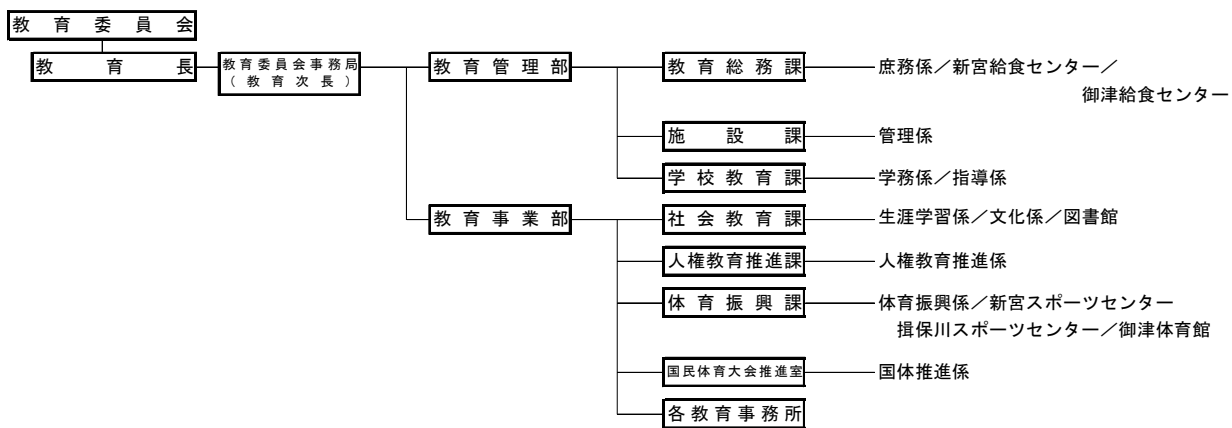 教育委員会
教育長
教育委員会事務局
(教育次長)
教育管理部
教育総務課
庶務係／新宮給食センター／
御津給食センター
施設課
管理係
学校教育課
学務係／指導係
教育事業部
社会教育課
生涯学習係／文化係／図書館
人権教育推進課
人権教育推進係
体育振興課
体育振興係／新宮スポーツセンター
揖保川スポーツセンター／御津体育館
国民体育大会推進室
国体推進係
各教育事務所